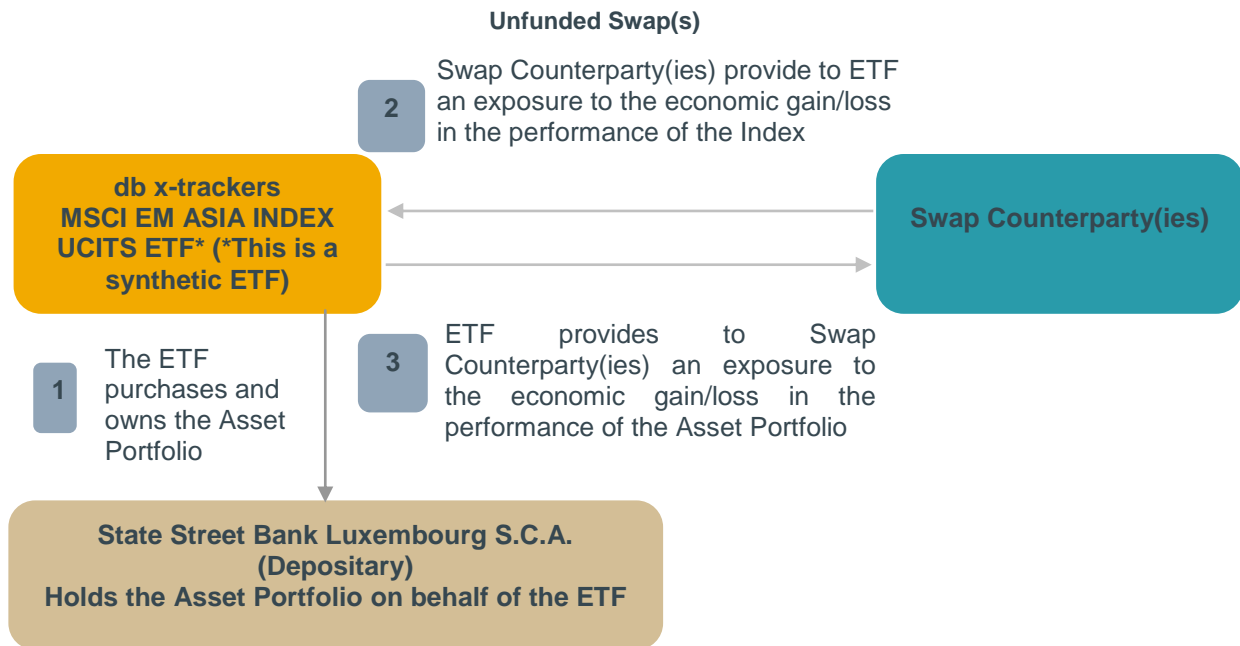 Unfunded Swap(s)
2
Swap Counterparty(ies) provide to ETF
an exposure to the economic gain/loss
in the performance of the Index
db x-trackers
MSCI EM ASIA INDEX
UCITS ETF* (*This is a
synthetic ETF)
Swap Counterparty(ies)
1
The ETF
purchases and
owns the Asset
Portfolio
3
ETF provides to Swap
Counterparty(ies) an exposure to
the economic gain/loss in the
performance of the Asset Portfolio
State Street Bank Luxembourg S.C.A.
(Depositary)
Holds the Asset Portfolio on behalf of the ETF